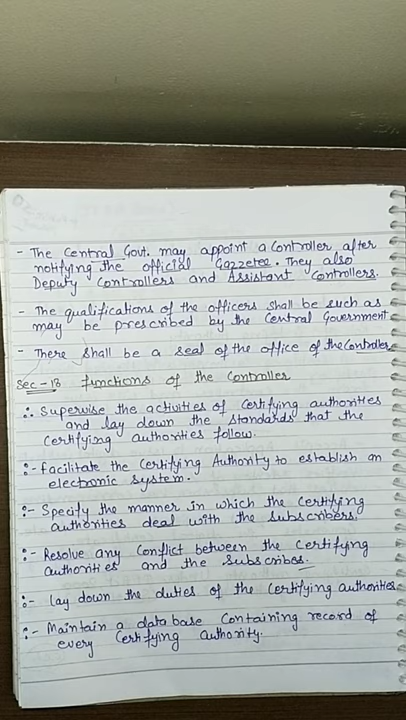 - The Central Govt. may appoint a Controller after
notifying the official Gazzetee. They also
Deputy Controllers and Assistant Controllers.
- The qualifications of the officers shall be such as
may be prescribed by the Central Government
- There shall be a seal of the office of the Controller
Sec-18 functions of the Controller
∴ Supervise the activities of Certifying authorities
and lay down the standards that the
certifying authorities follow.
:- Facilitate the Certifying Authority to establish an
electronic system.
:- Specify the manner in which the certifying
authorities deal with the subscribers.
:- Resolve any Conflict between the Certifying
authorities and the subscribes.
:- lay down the duties of the Certifying authorities
:- Maintain a data base Containing record of
every Certifying authority.